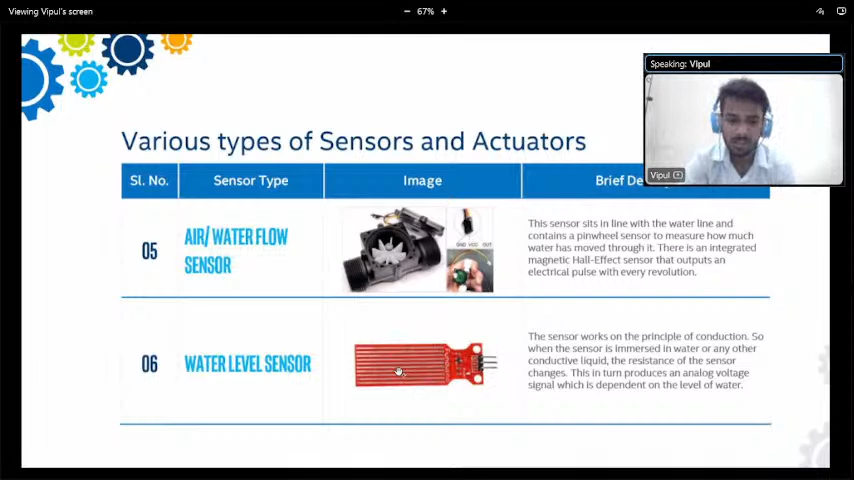 Viewing Vipul's screen
− 67% +
Speaking: Vipul
Vipul
Various types of Sensors and Actuators
Sl. No. Sensor Type Image Brief De
05
AIR/ WATER FLOW
SENSOR
GND VCC OUT
This sensor sits in line with the water line and
contains a pinwheel sensor to measure how much
water has moved through it. There is an integrated
magnetic Hall-Effect sensor that outputs an
electrical pulse with every revolution.
06
WATER LEVEL SENSOR
The sensor works on the principle of conduction. So
when the sensor is immersed in water or any other
conductive liquid, the resistance of the sensor
changes. This in turn produces an analog voltage
signal which is dependent on the level of water.